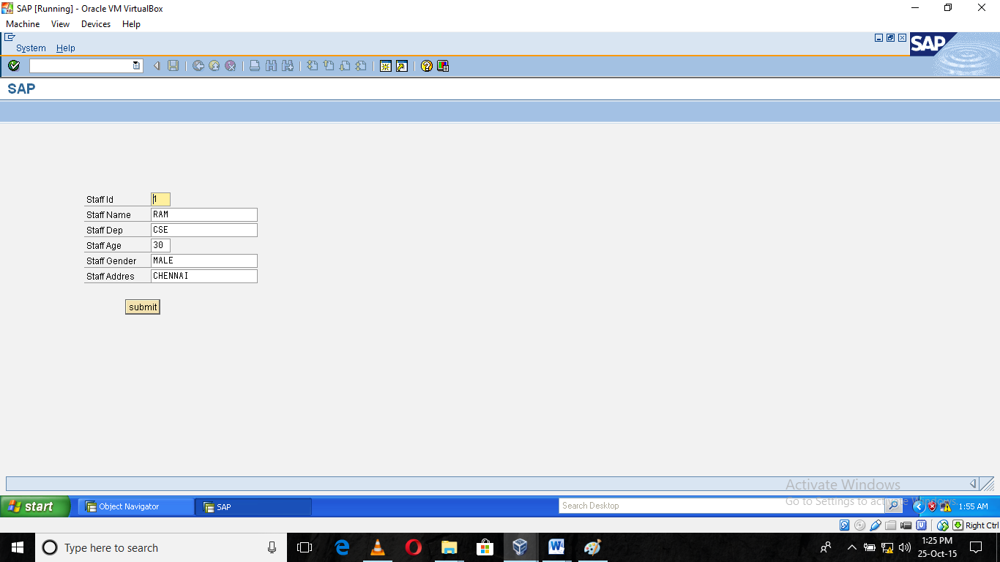 SAP [Running] - Oracle VM VirtualBox
Machine View Devices Help
System Help
SAP
SAP
Staff Id 1
Staff Name RAM
Staff Dep CSE
Staff Age 30
Staff Gender MALE
Staff Addres CHENNAI
submit
Activate Windows
Go to Settings to activate Windows.
start Object Navigator SAP Search Desktop 1:55 AM
Right Ctrl
Type here to search 1:25 PM
25-Oct-15